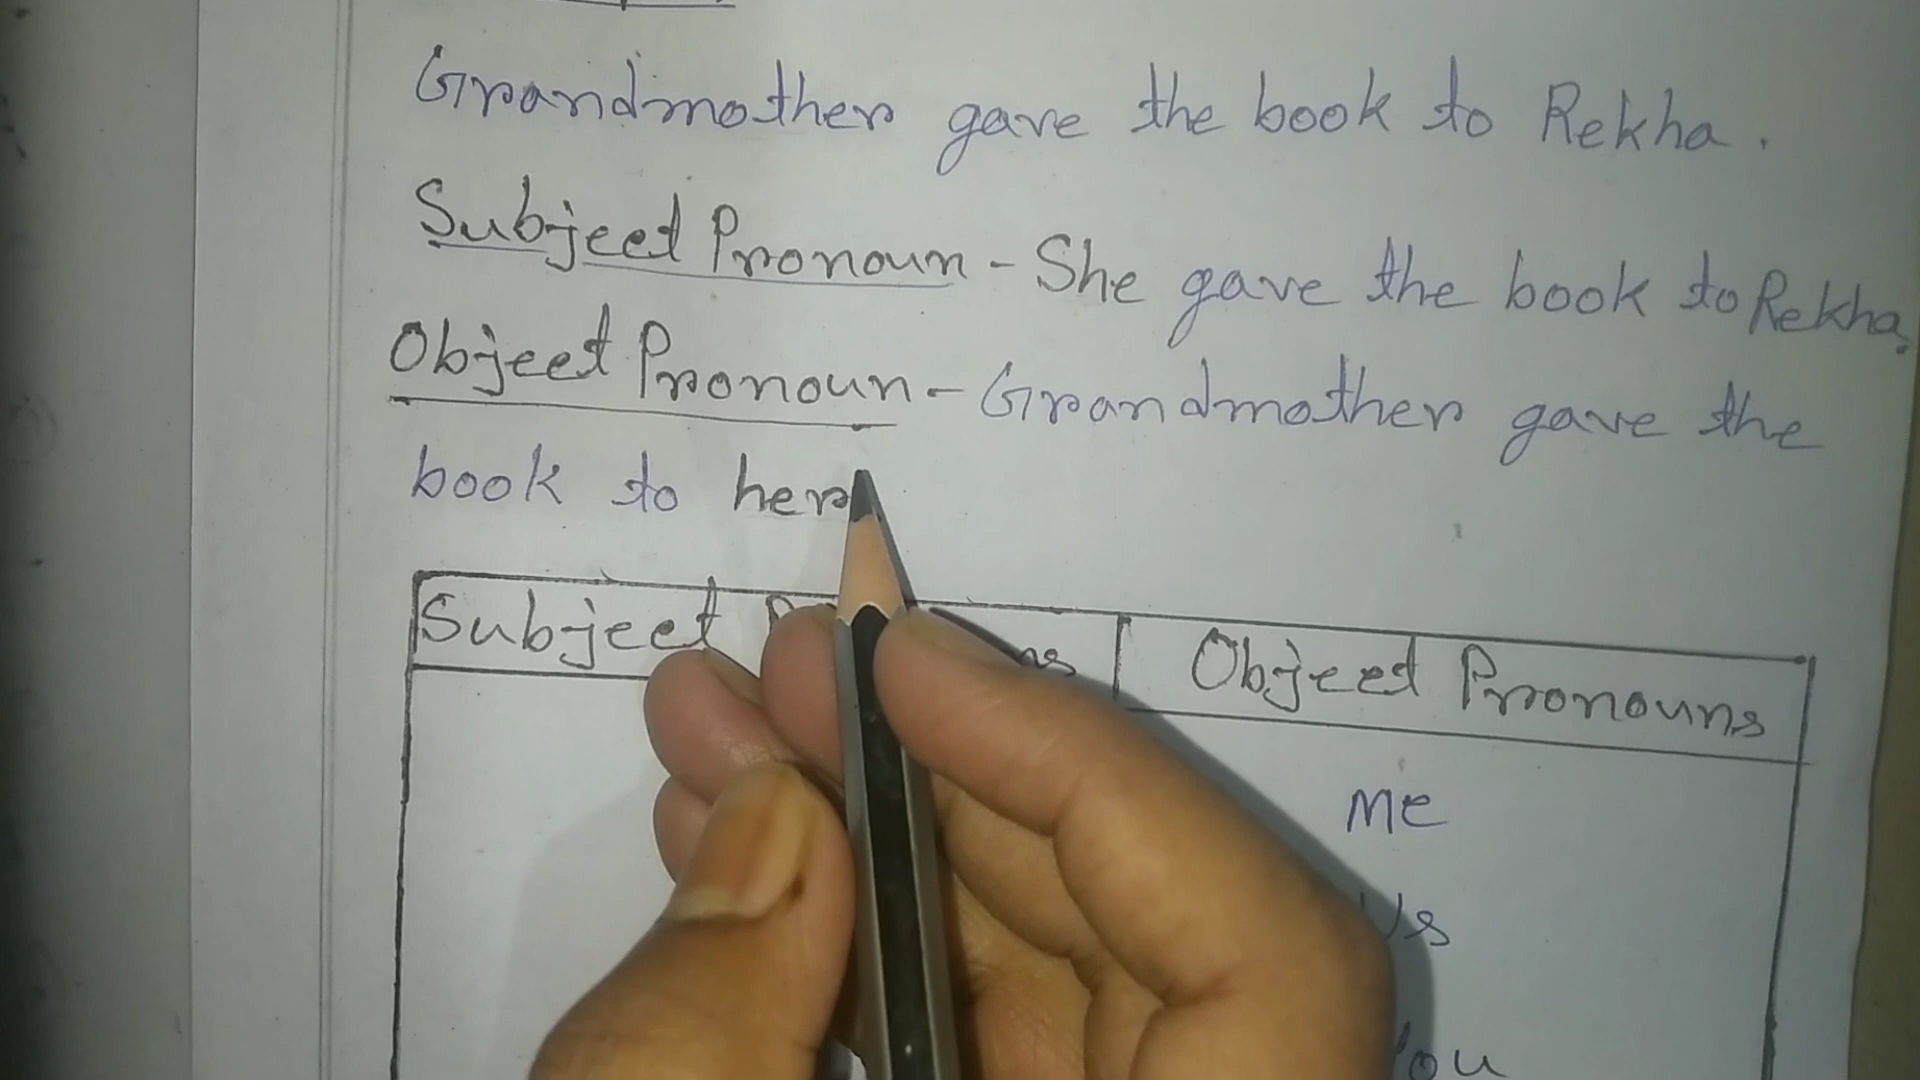 Grandmother gave the book to Rekha.
Subject Pronoun - She gave the book to Rekha.
Object Pronoun - Grandmother gave the
book to her
Subject
Object Pronouns
Me
Us